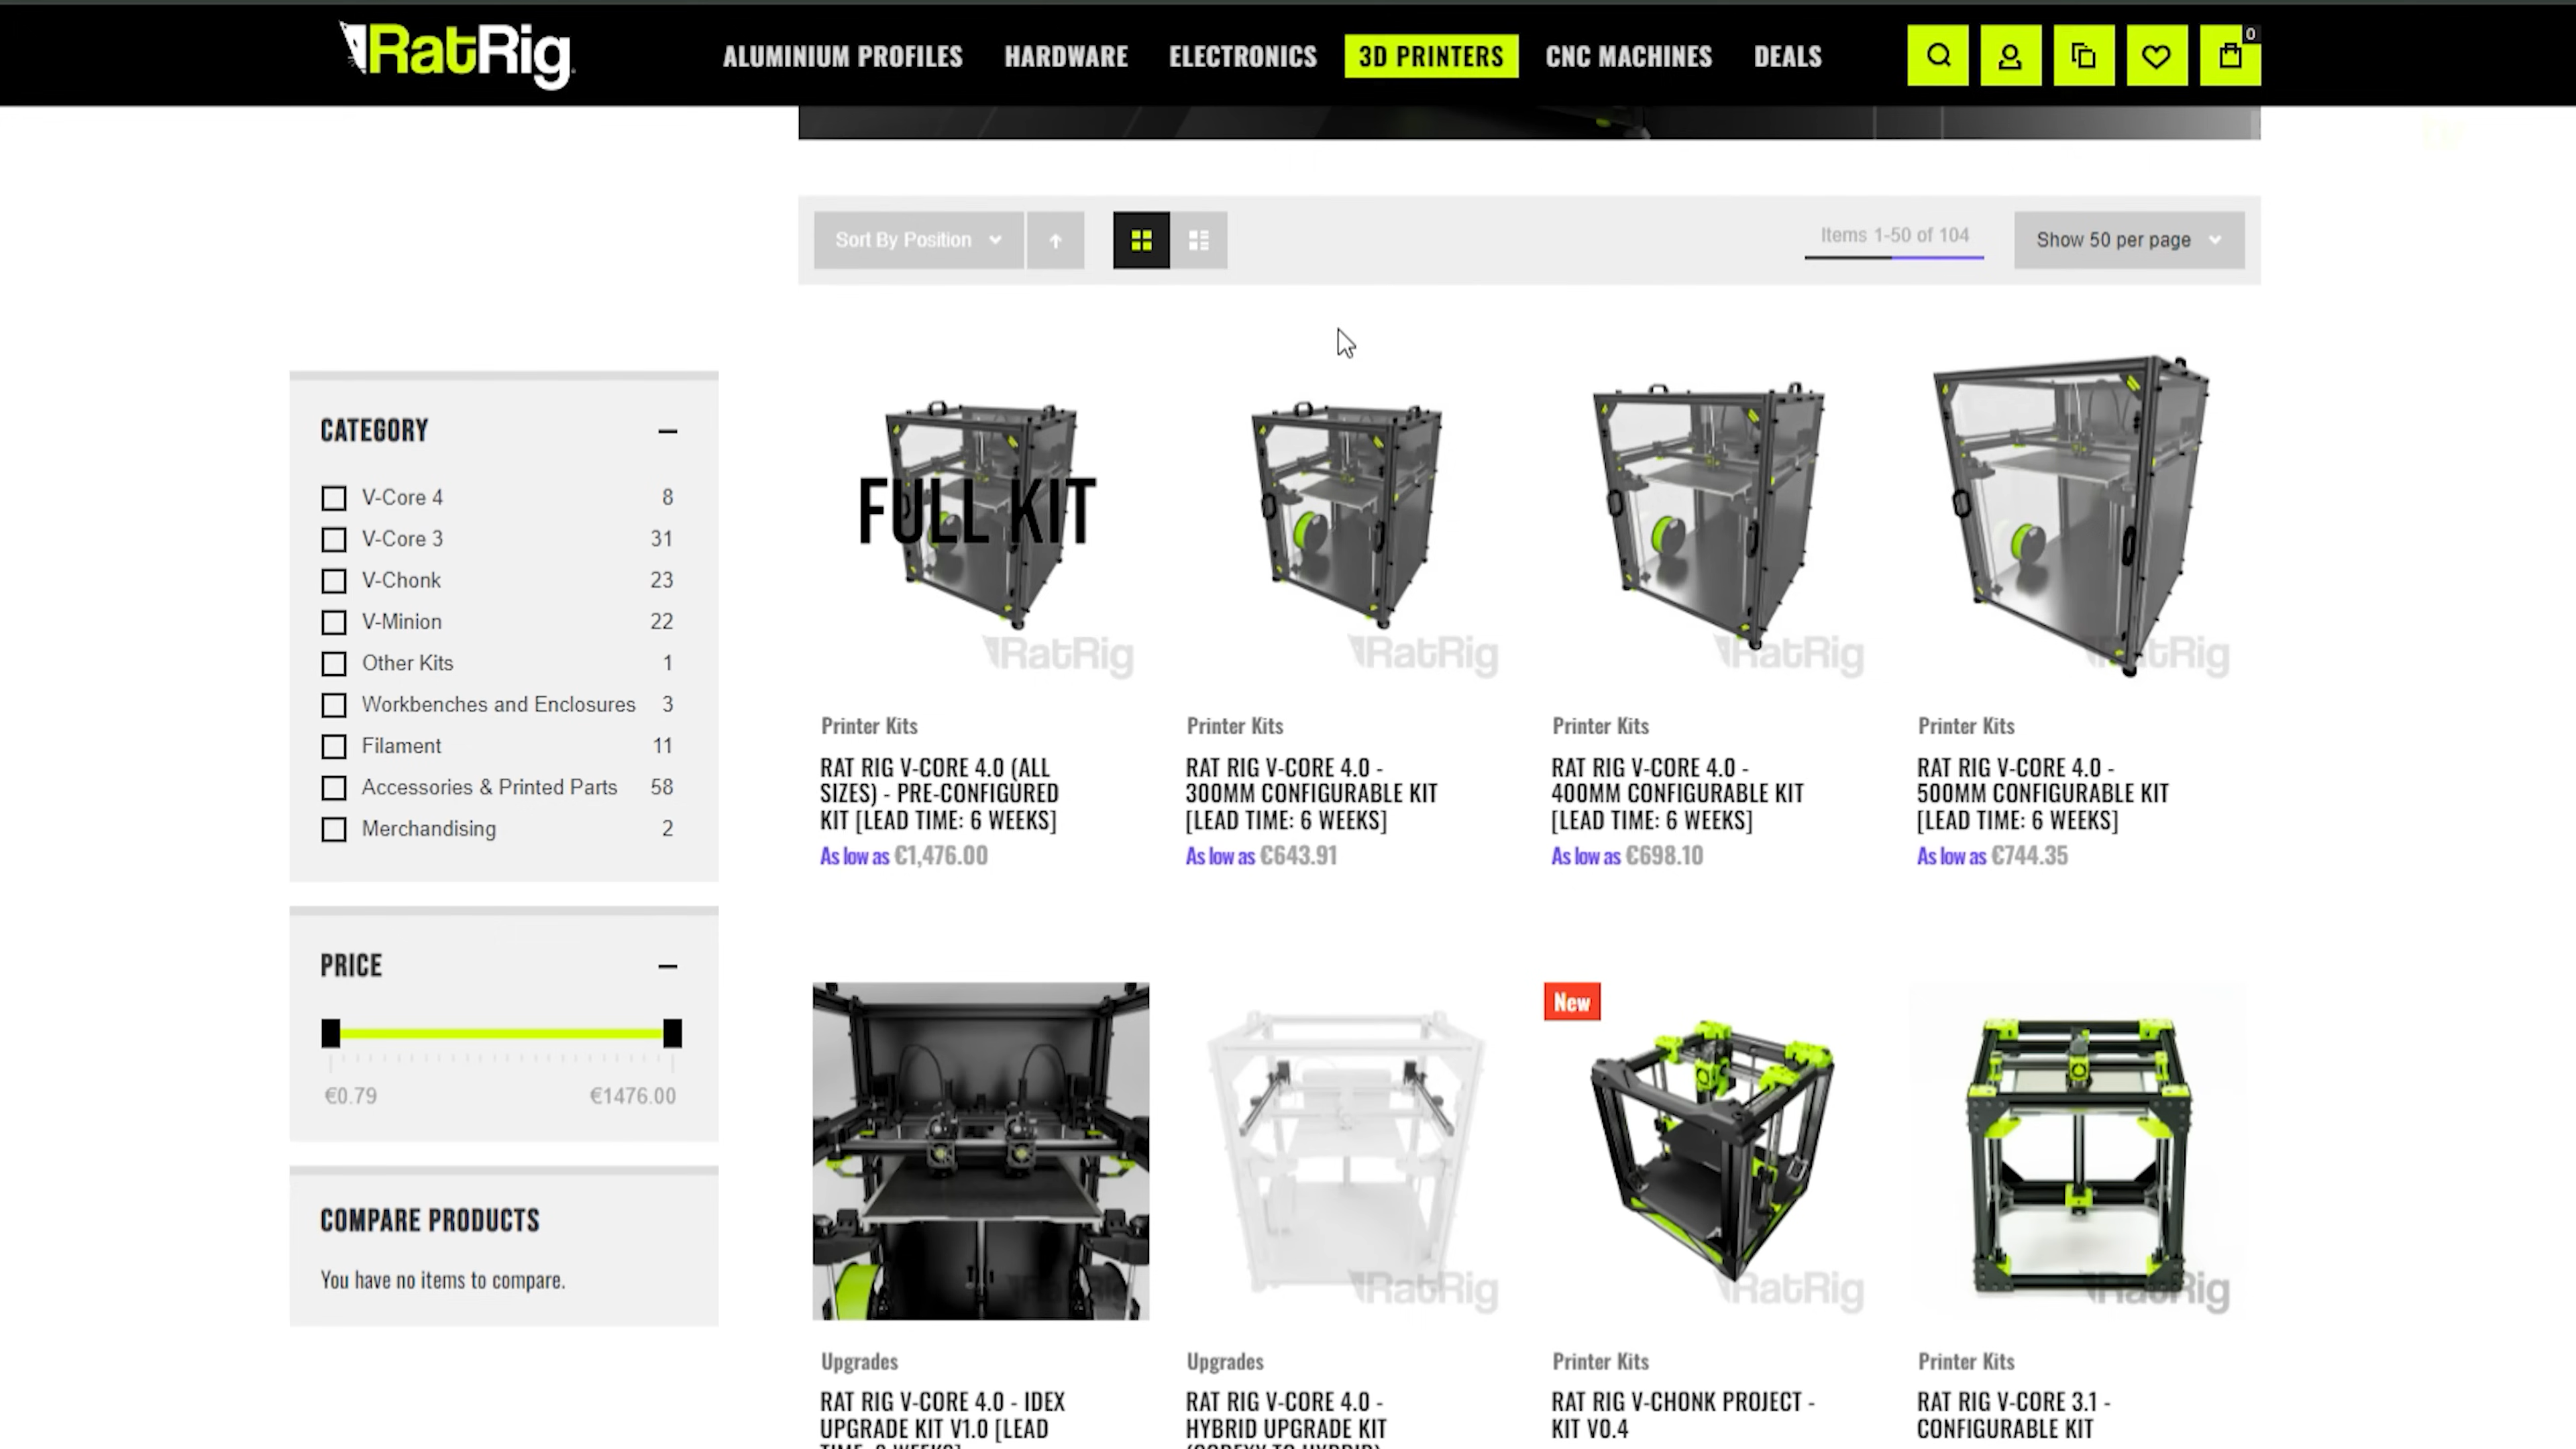 RatRig
ALUMINIUM PROFILES
HARDWARE
ELECTRONICS
3D PRINTERS
CNC MACHINES
DEALS
0
Sort By Position
Items 1-50 of 104
Show 50 per page
CATEGORY
V-Core 4 8
V-Core 3 31
V-Chonk 23
V-Minion 22
Other Kits 1
Workbenches and Enclosures 3
Filament 11
Accessories & Printed Parts 58
Merchandising 2
PRICE
€0.79 €1476.00
COMPARE PRODUCTS
You have no items to compare.
FULL KIT
RatRig
Printer Kits
RAT RIG V-CORE 4.0 (ALL
SIZES) - PRE-CONFIGURED
KIT [LEAD TIME: 6 WEEKS]
As low as €1,476.00
RatRig
Printer Kits
RAT RIG V-CORE 4.0 -
300MM CONFIGURABLE KIT
[LEAD TIME: 6 WEEKS]
As low as €643.91
RatRig
Printer Kits
RAT RIG V-CORE 4.0 -
400MM CONFIGURABLE KIT
[LEAD TIME: 6 WEEKS]
As low as €698.10
RatRig
Printer Kits
RAT RIG V-CORE 4.0 -
500MM CONFIGURABLE KIT
[LEAD TIME: 6 WEEKS]
As low as €744.35
RatRig
Upgrades
RAT RIG V-CORE 4.0 - IDEX
UPGRADE KIT V1.0 [LEAD
RatRig
Upgrades
RAT RIG V-CORE 4.0 -
HYBRID UPGRADE KIT
(COREXY TO HYBRID)
New
RatRig
Printer Kits
RAT RIG V-CHONK PROJECT -
KIT V0.4
RatRig
Printer Kits
RAT RIG V-CORE 3.1 -
CONFIGURABLE KIT